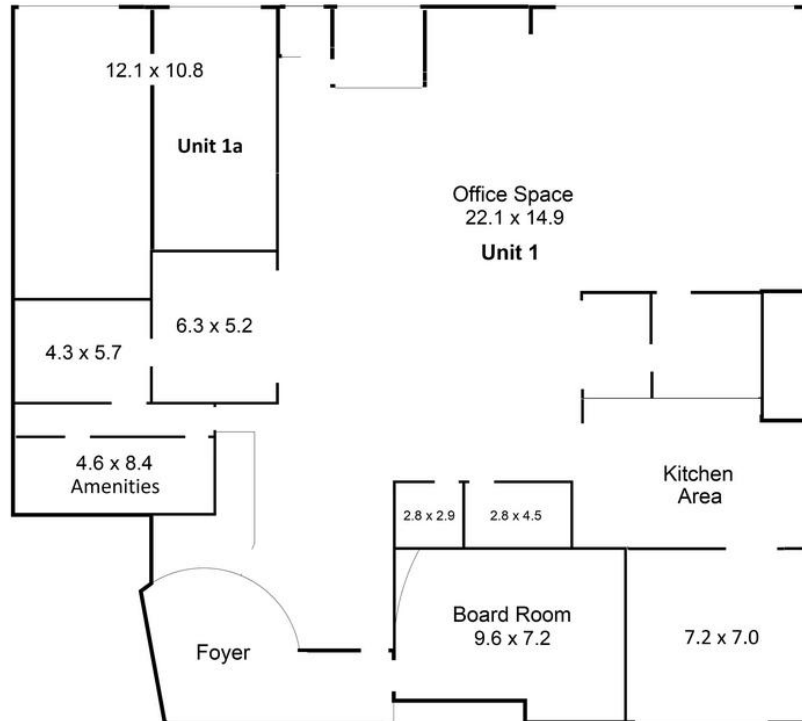 12.1 x 10.8
Unit 1a
Office Space
22.1 x 14.9
Unit 1
6.3 x 5.2
4.3 x 5.7
4.6 x 8.4
Amenities
Kitchen
Area
2.8 x 2.9
2.8 x 4.5
Board Room
9.6 x 7.2
7.2 x 7.0
Foyer